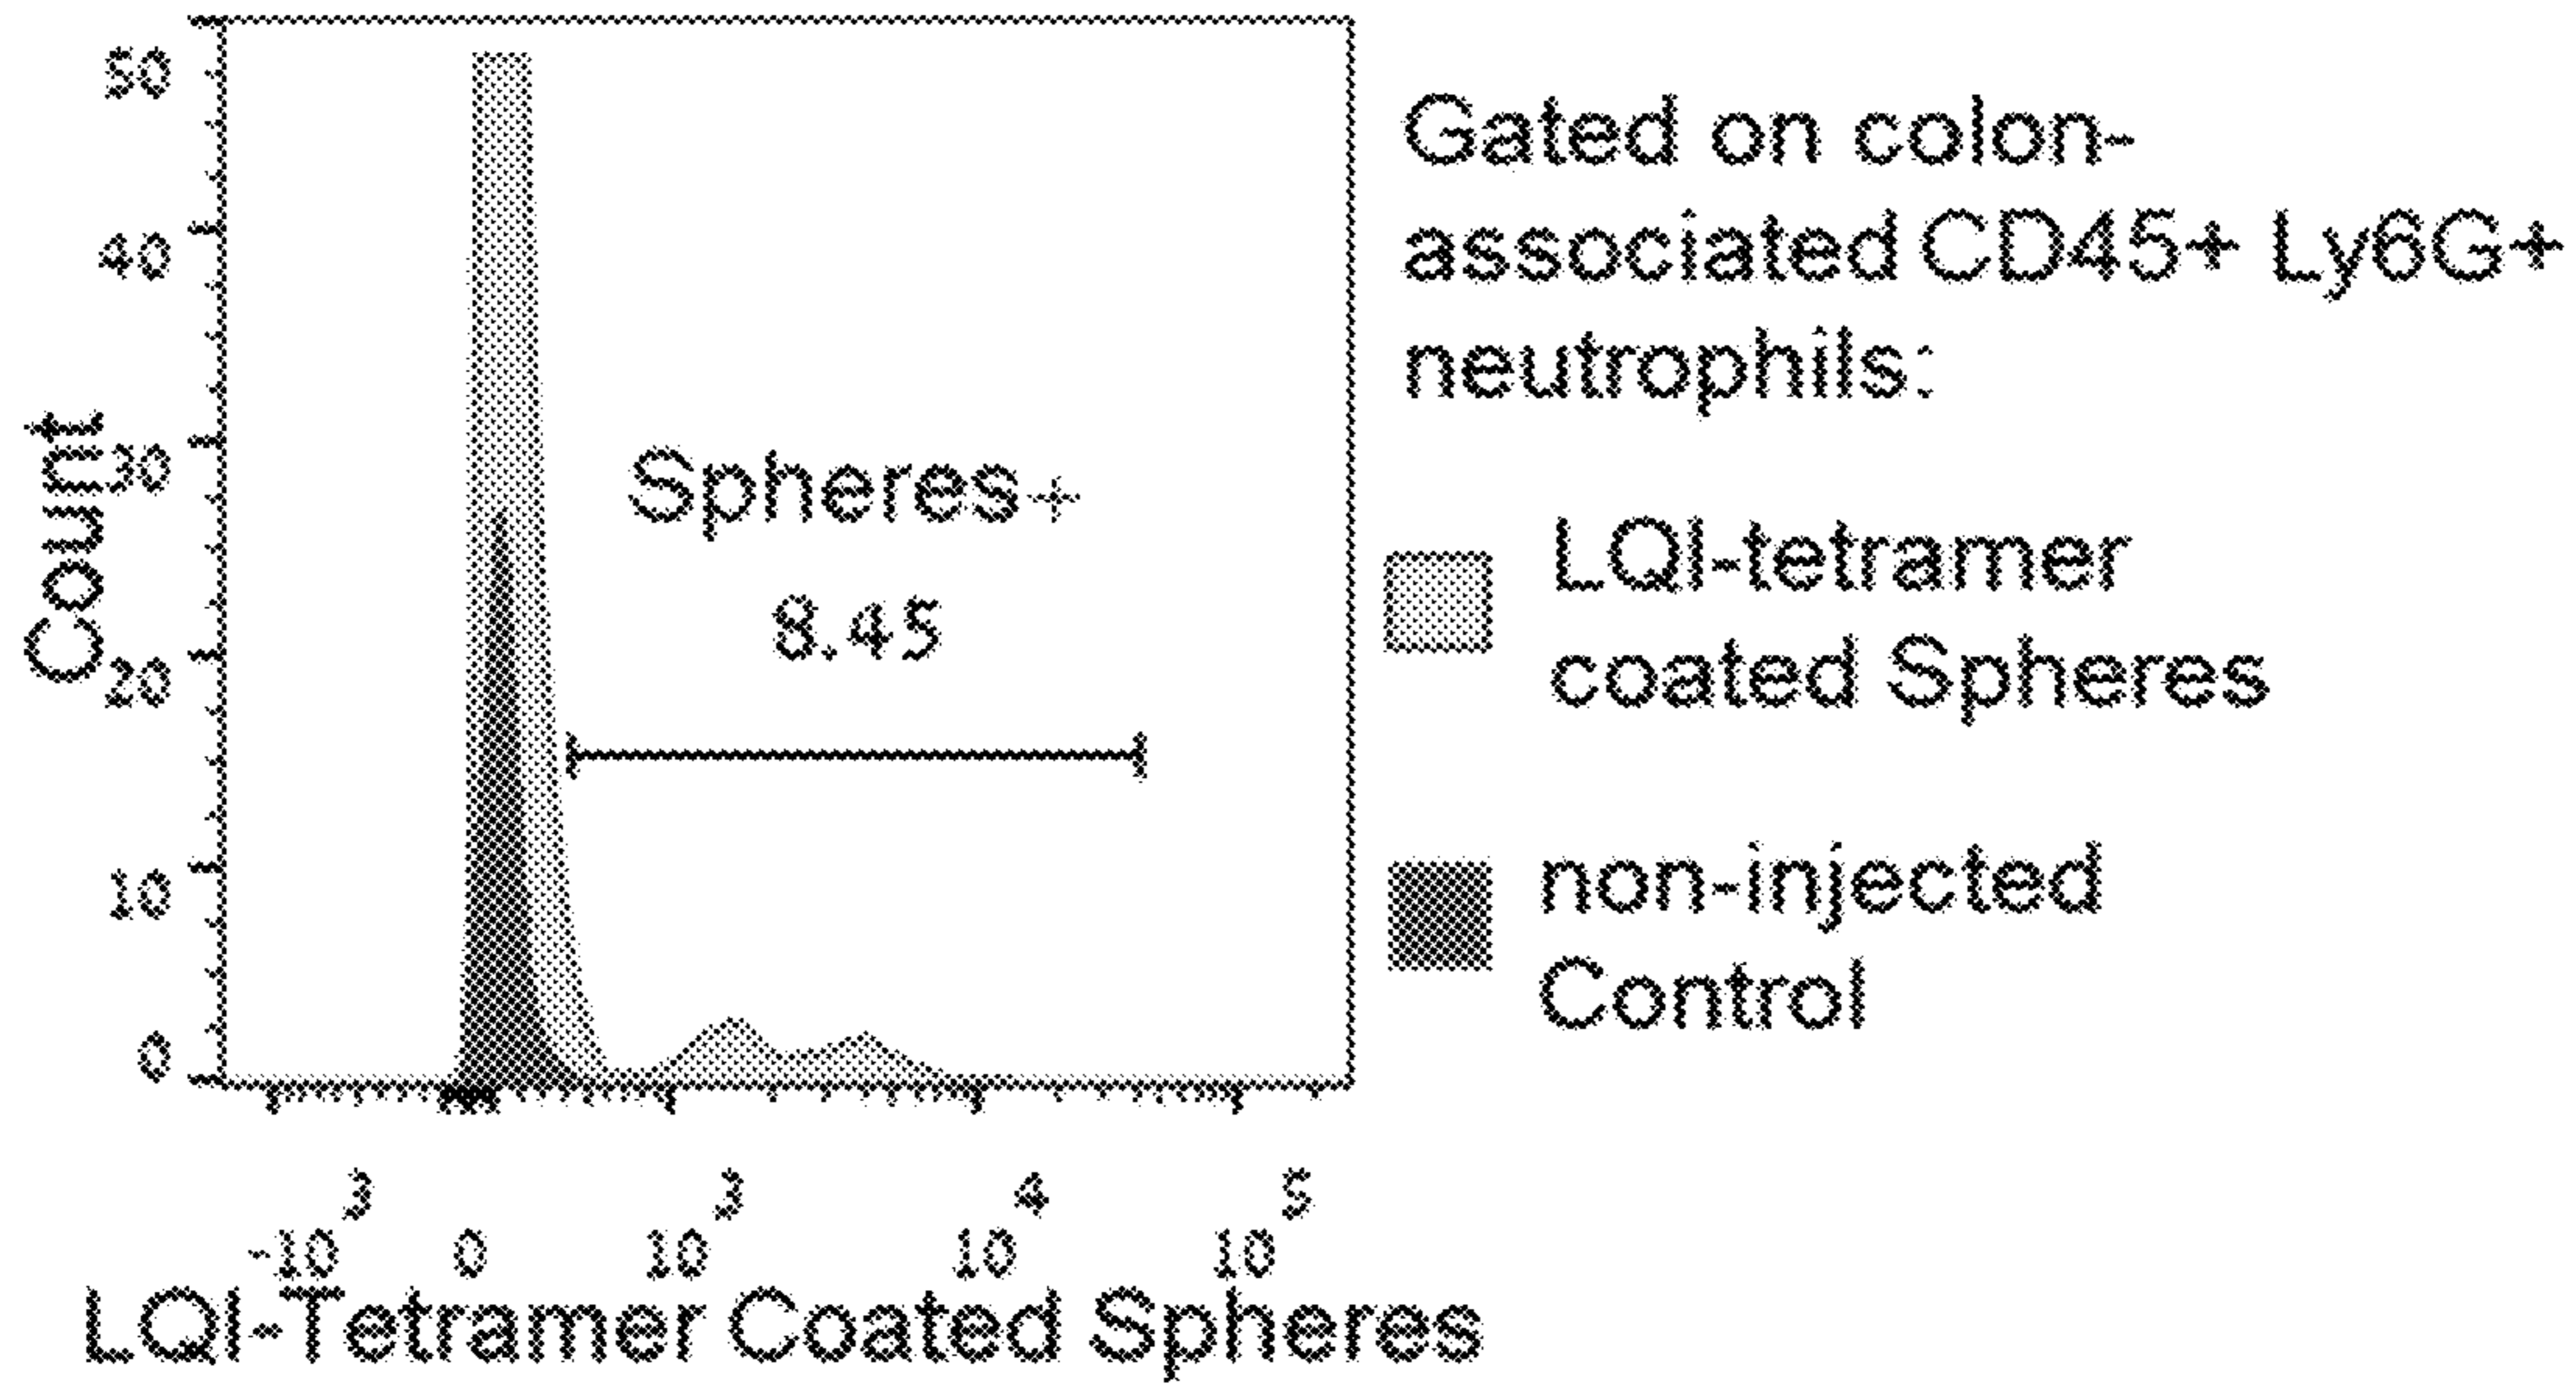 50
40
30
20
10
0
Count
Spheres+
8.45
-10 3
0
10 3
10 4
10 5
LQI-Tetramer Coated Spheres
Gated on colon-
associated CD45+ Ly6G+
neutrophils:
LQI-tetramer
coated Spheres
non-injected
Control